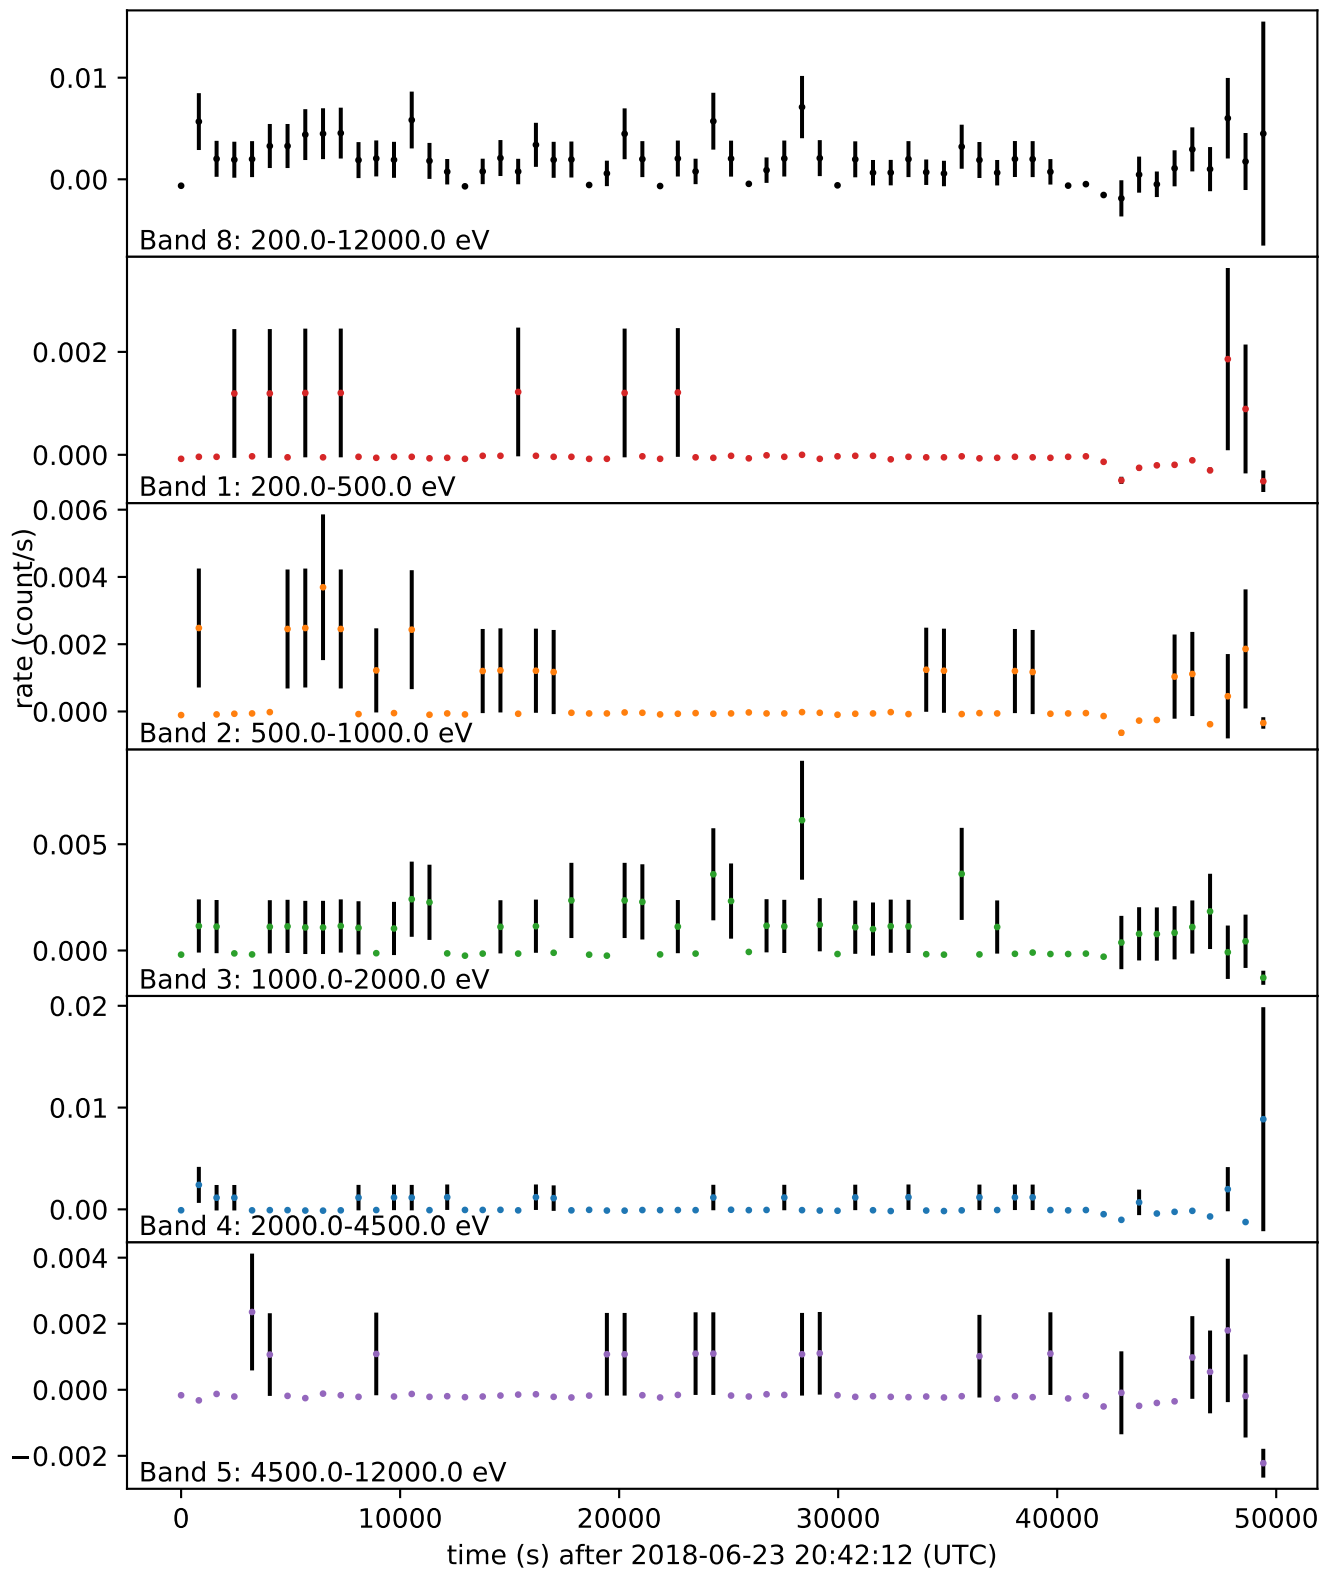 0.01
0.00
Band 8: 200.0-12000.0 eV
0.002
0.000
Band 1: 200.0-500.0 eV
rate (count/s)
0.006
0.004
0.002
0.000
Band 2: 500.0-1000.0 eV
0.005
0.000
Band 3: 1000.0-2000.0 eV
0.02
0.01
0.00
Band 4: 2000.0-4500.0 eV
0.004
0.002
0.000
−0.002
Band 5: 4500.0-12000.0 eV
0 10000 20000 30000 40000 50000
time (s) after 2018-06-23 20:42:12 (UTC)